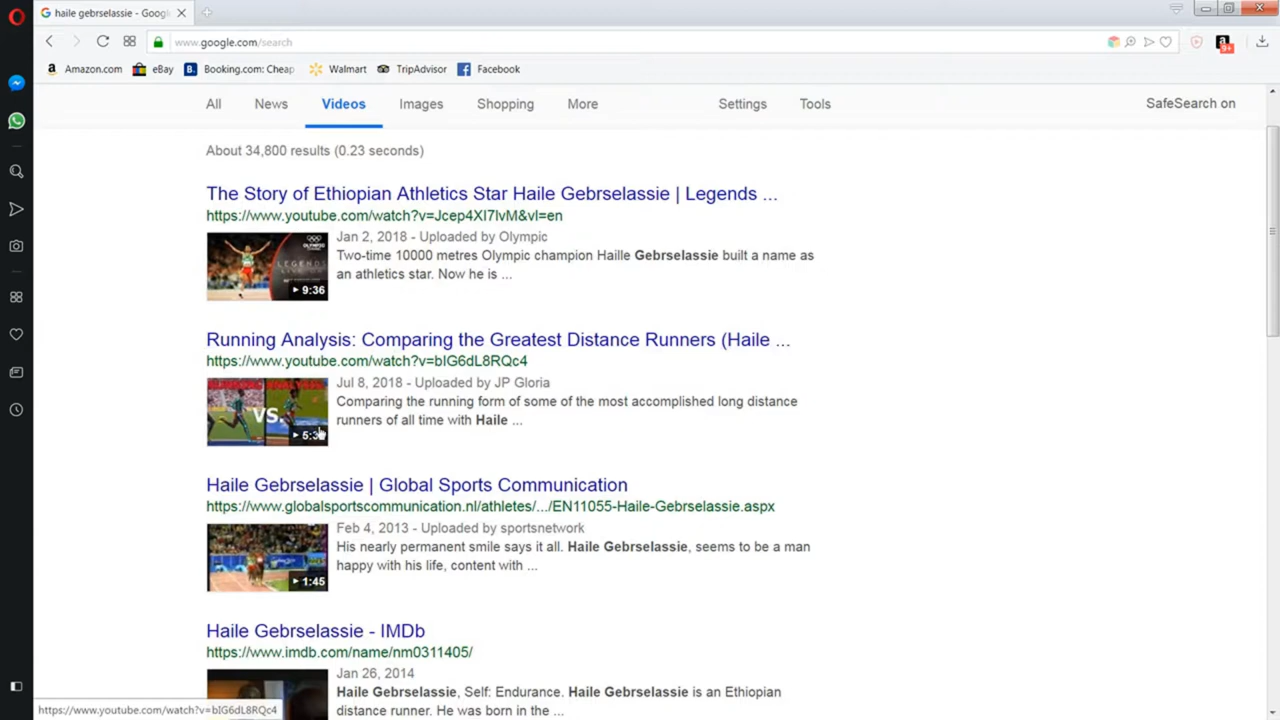 haile gebrselassie - Goog
www.google.com/search
9+
Amazon.com eBay Booking.com: Cheap Walmart TripAdvisor Facebook
All News Videos Images Shopping More Settings Tools SafeSearch on
About 34,800 results (0.23 seconds)
The Story of Ethiopian Athletics Star Haile Gebrselassie | Legends ...
https://www.youtube.com/watch?v=Jcep4XI7lvM&vl=en
Jan 2, 2018 - Uploaded by Olympic
Two-time 10000 metres Olympic champion Haille Gebrselassie built a name as
an athletics star. Now he is ...
9:36
Running Analysis: Comparing the Greatest Distance Runners (Haile ...
https://www.youtube.com/watch?v=bIG6dL8RQc4
Jul 8, 2018 - Uploaded by JP Gloria
Comparing the running form of some of the most accomplished long distance
runners of all time with Haile ...
VS.
Haile Gebrselassie | Global Sports Communication
https://www.globalsportscommunication.nl/athletes/.../EN11055-Haile-Gebrselassie.aspx
Feb 4, 2013 - Uploaded by sportsnetwork
His nearly permanent smile says it all. Haile Gebrselassie, seems to be a man
happy with his life, content with ...
1:45
Haile Gebrselassie - IMDb
https://www.imdb.com/name/nm0311405/
Jan 26, 2014
Haile Gebrselassie, Self: Endurance. Haile Gebrselassie is an Ethiopian
distance runner. He was born in the ...
https://www.youtube.com/watch?v=bIG6dL8RQc4